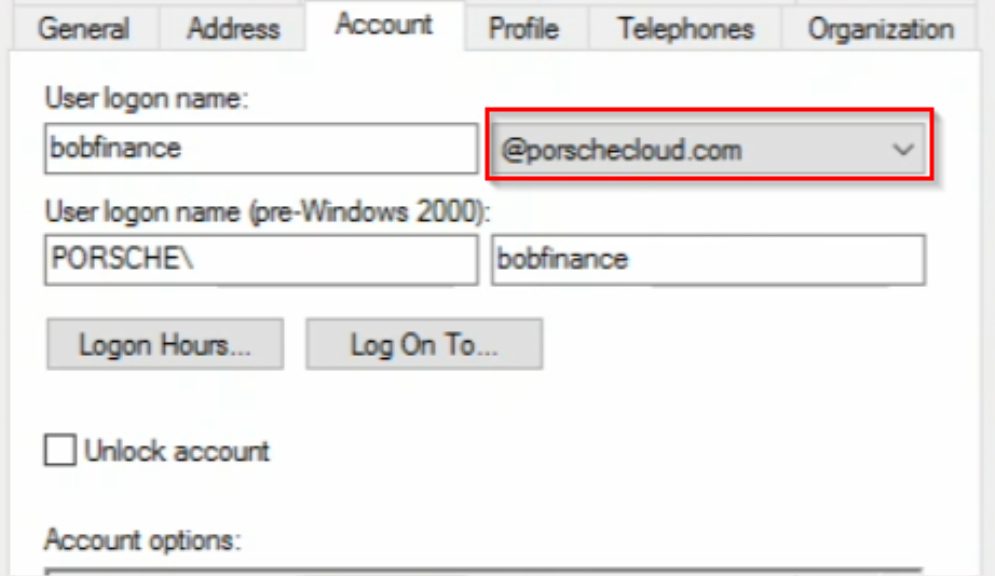 General Address Account Profile Telephones Organization
User logon name:
bobfinance @porschecloud.com
User logon name (pre-Windows 2000):
PORSCHE\ bobfinance
Logon Hours... Log On To...
Unlock account
Account options: